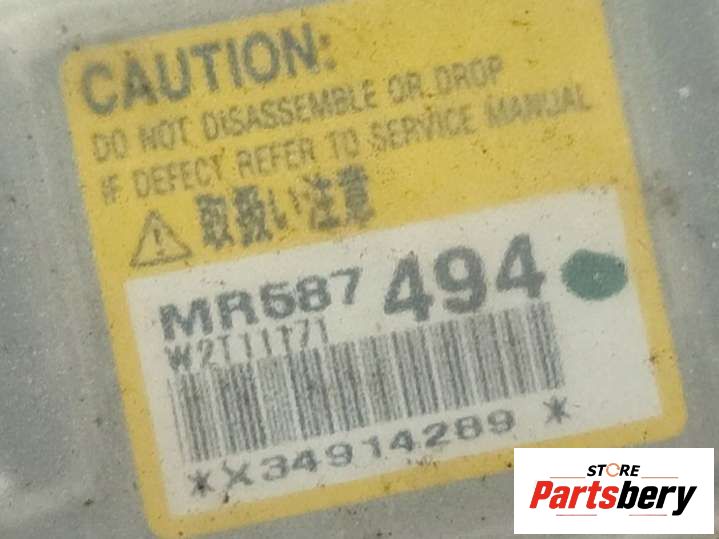 CAUTION:
DO NOT DISASSEMBLE OR DROP
IF DEFECT REFER TO SERVICE MANUAL
取扱い注意
MR587 494
W2T11171
*X34914289*
STORE
Partsbery